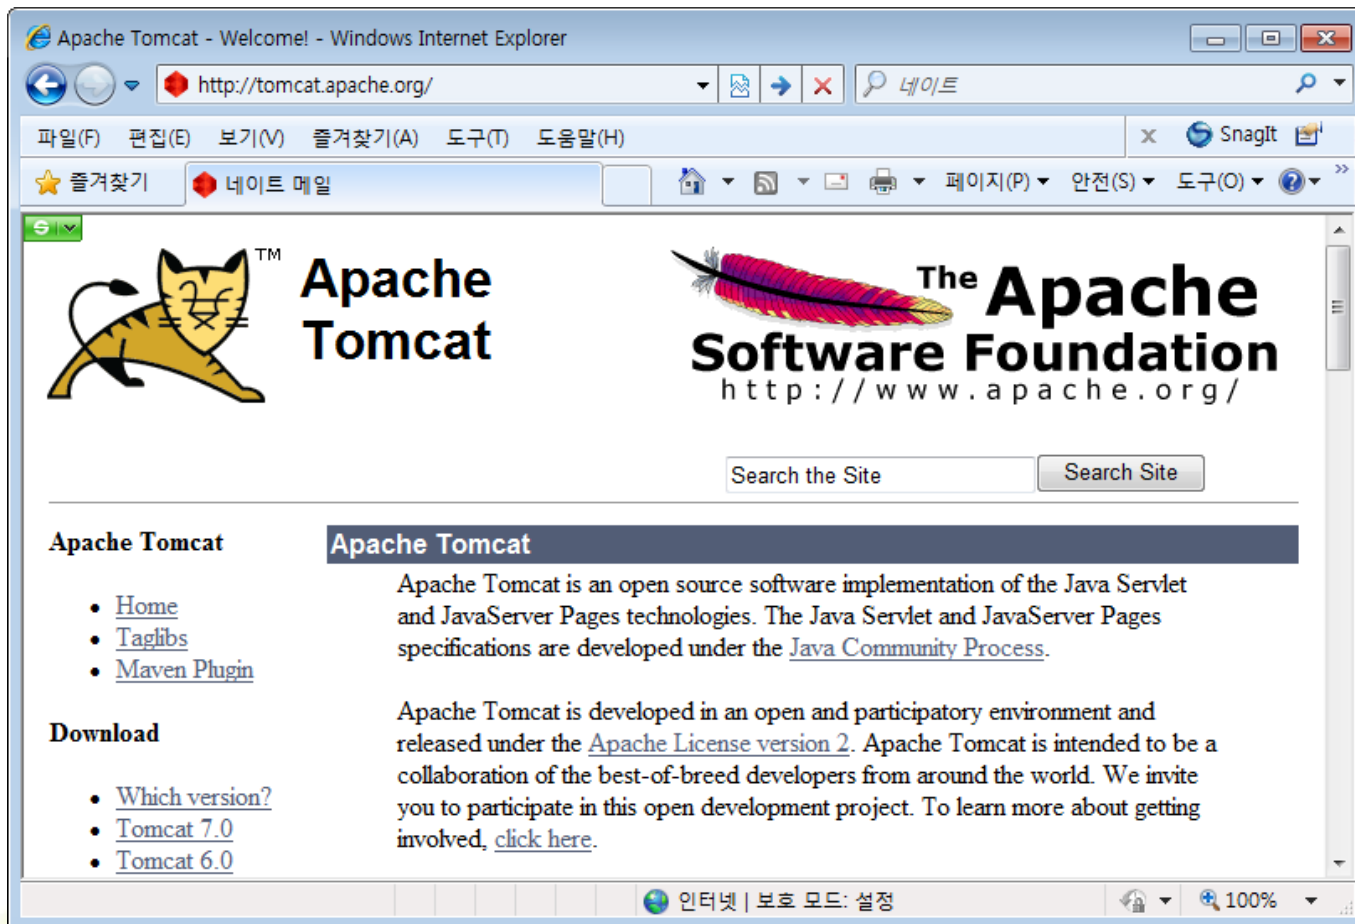 Apache Tomcat - Welcome! - Windows Internet Explorer
http://tomcat.apache.org/
네이트
파일(F) 편집(E) 보기(V) 즐겨찾기(A) 도구(T) 도움말(H)
x SnagIt
즐겨찾기 네이트 메일 페이지(P) 안전(S) 도구(O) »
S
TM
Apache
Tomcat
The Apache
Software Foundation
http://www.apache.org/
Search the Site Search Site
Apache Tomcat
• Home
• Taglibs
• Maven Plugin
Download
• Which version?
• Tomcat 7.0
• Tomcat 6.0
Apache Tomcat
Apache Tomcat is an open source software implementation of the Java Servlet
and JavaServer Pages technologies. The Java Servlet and JavaServer Pages
specifications are developed under the Java Community Process.
Apache Tomcat is developed in an open and participatory environment and
released under the Apache License version 2. Apache Tomcat is intended to be a
collaboration of the best-of-breed developers from around the world. We invite
you to participate in this open development project. To learn more about getting
involved, click here.
인터넷 | 보호 모드: 설정 100%